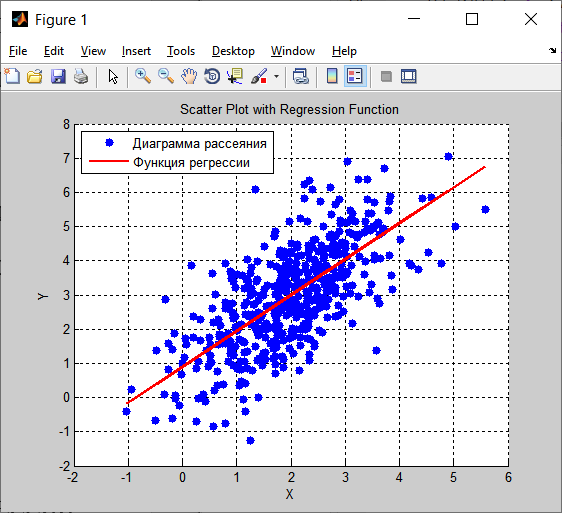 Figure 1
File Edit View Insert Tools Desktop Window Help
Scatter Plot with Regression Function
8
7
6
5
4
3
2
1
0
-1
-2
Y
Диаграмма рассеяния
Функция регрессии
-2 -1 0 1 2 3 4 5 6
X